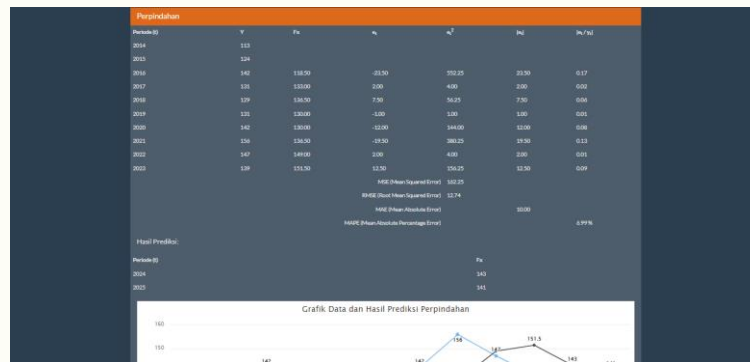 Perpindahan
Periode (t) Y Fx e₁ e₁² |e₁| |e₁ / y₁|
2014 113
2015 124
2016 142 118.50 -23.50 552.25 23.50 0.17
2017 131 133.00 2.00 4.00 2.00 0.02
2018 129 136.50 7.50 56.25 7.50 0.06
2019 131 130.00 -1.00 1.00 1.00 0.01
2020 142 130.00 -12.00 144.00 12.00 0.08
2021 156 136.50 -19.50 380.25 19.50 0.13
2022 147 149.00 2.00 4.00 2.00 0.01
2023 139 151.50 12.50 156.25 12.50 0.09
MSE (Mean Squared Error) 162.25
RMSE (Root Mean Squared Error) 12.74
MAE (Mean Absolute Error) 10.00
MAPE (Mean Absolute Percentage Error) 6.99 %
Hasil Prediksi:
Periode (t) Fx
2024 143
2025 141
Grafik Data dan Hasil Prediksi Perpindahan
160
156
151.5
150
147
142 142 143